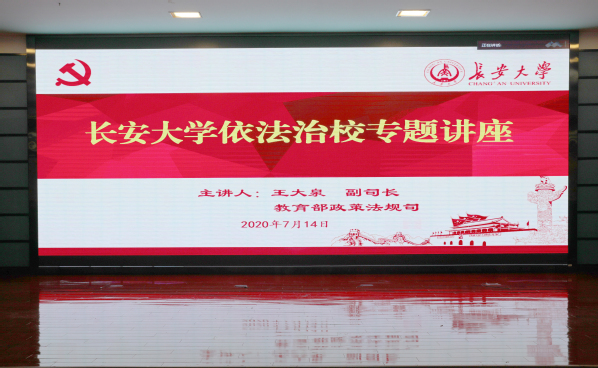 长安大学
CHANG'AN UNIVERSITY
长安大学依法治校专题讲座
主讲人：王大泉 副司长
教育部政策法规司
2020年7月14日